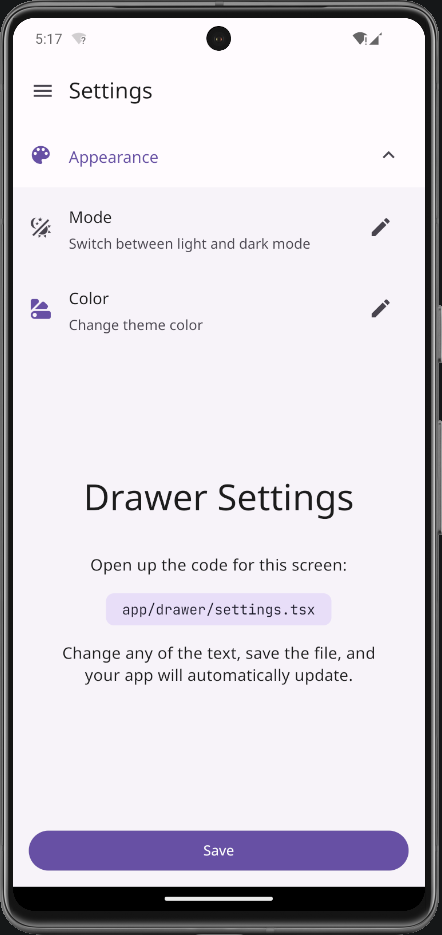 5:17
Settings
Appearance
Mode
Switch between light and dark mode
Color
Change theme color
Drawer Settings
Open up the code for this screen:
app/drawer/settings.tsx
Change any of the text, save the file, and
your app will automatically update.
Save